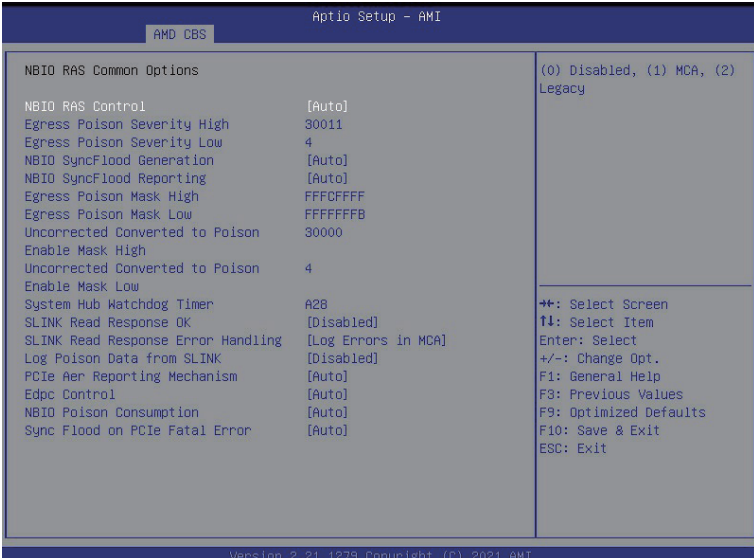 Aptio Setup – AMI
AMD CBS
NBIO RAS Common Options
NBIO RAS Control [Auto]
Egress Poison Severity High 30011
Egress Poison Severity Low 4
NBIO SyncFlood Generation [Auto]
NBIO SyncFlood Reporting [Auto]
Egress Poison Mask High FFFCFFFF
Egress Poison Mask Low FFFFFFFB
Uncorrected Converted to Poison 30000
Enable Mask High
Uncorrected Converted to Poison 4
Enable Mask Low
System Hub Watchdog Timer A28
SLINK Read Response OK [Disabled]
SLINK Read Response Error Handling [Log Errors in MCA]
Log Poison Data from SLINK [Disabled]
PCIe Aer Reporting Mechanism [Auto]
Edpc Control [Auto]
NBIO Poison Consumption [Auto]
Sync Flood on PCIe Fatal Error [Auto]
(0) Disabled, (1) MCA, (2)
Legacy
→←: Select Screen
↑↓: Select Item
Enter: Select
+/-: Change Opt.
F1: General Help
F3: Previous Values
F9: Optimized Defaults
F10: Save & Exit
ESC: Exit
Version 2.21.1279 Copyright (C) 2021 AMI